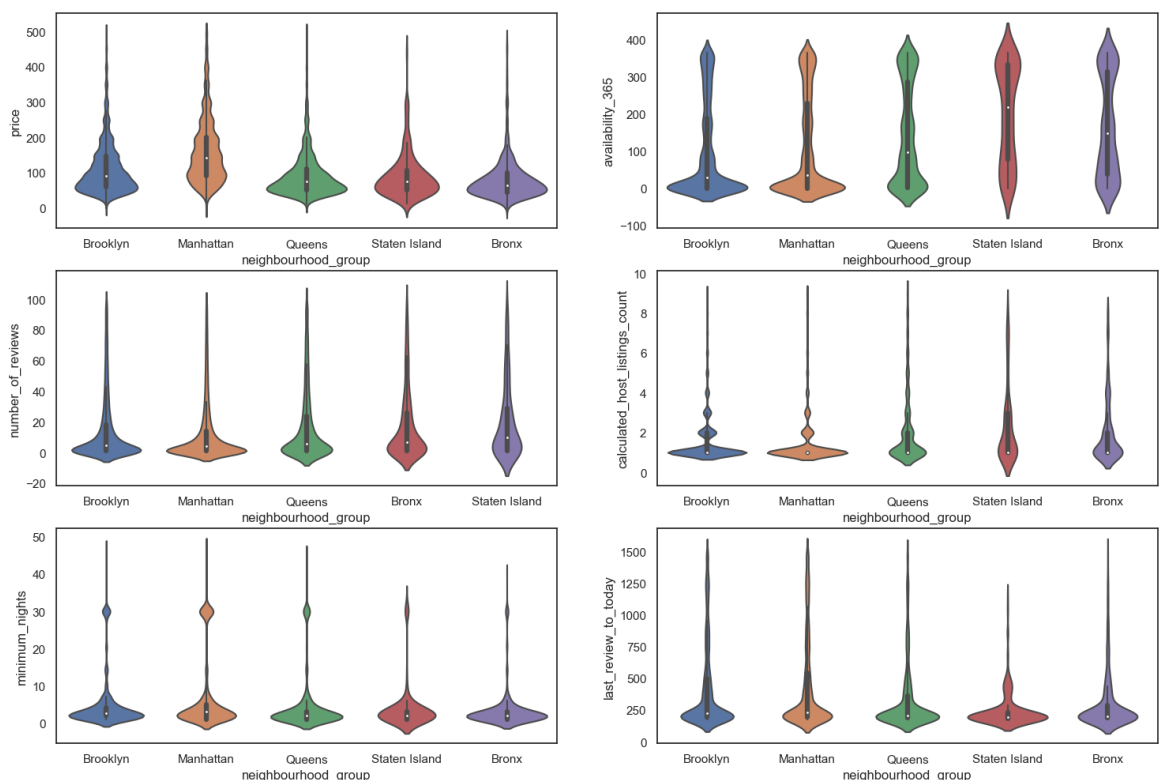 500
400
300
200
100
0
price
Brooklyn Manhattan Queens Staten Island Bronx
neighbourhood_group
400
300
200
100
0
−100
availability_365
Brooklyn Manhattan Queens Staten Island Bronx
neighbourhood_group
100
80
60
40
20
0
−20
number_of_reviews
Brooklyn Manhattan Queens Bronx Staten Island
neighbourhood_group
10
8
6
4
2
0
calculated_host_listings_count
Brooklyn Manhattan Queens Staten Island Bronx
neighbourhood_group
50
40
30
20
10
0
minimum_nights
Brooklyn Manhattan Queens Staten Island Bronx
neighbourhood_group
1500
1250
1000
750
500
250
0
last_review_to_today
Brooklyn Manhattan Queens Staten Island Bronx
neighbourhood_group